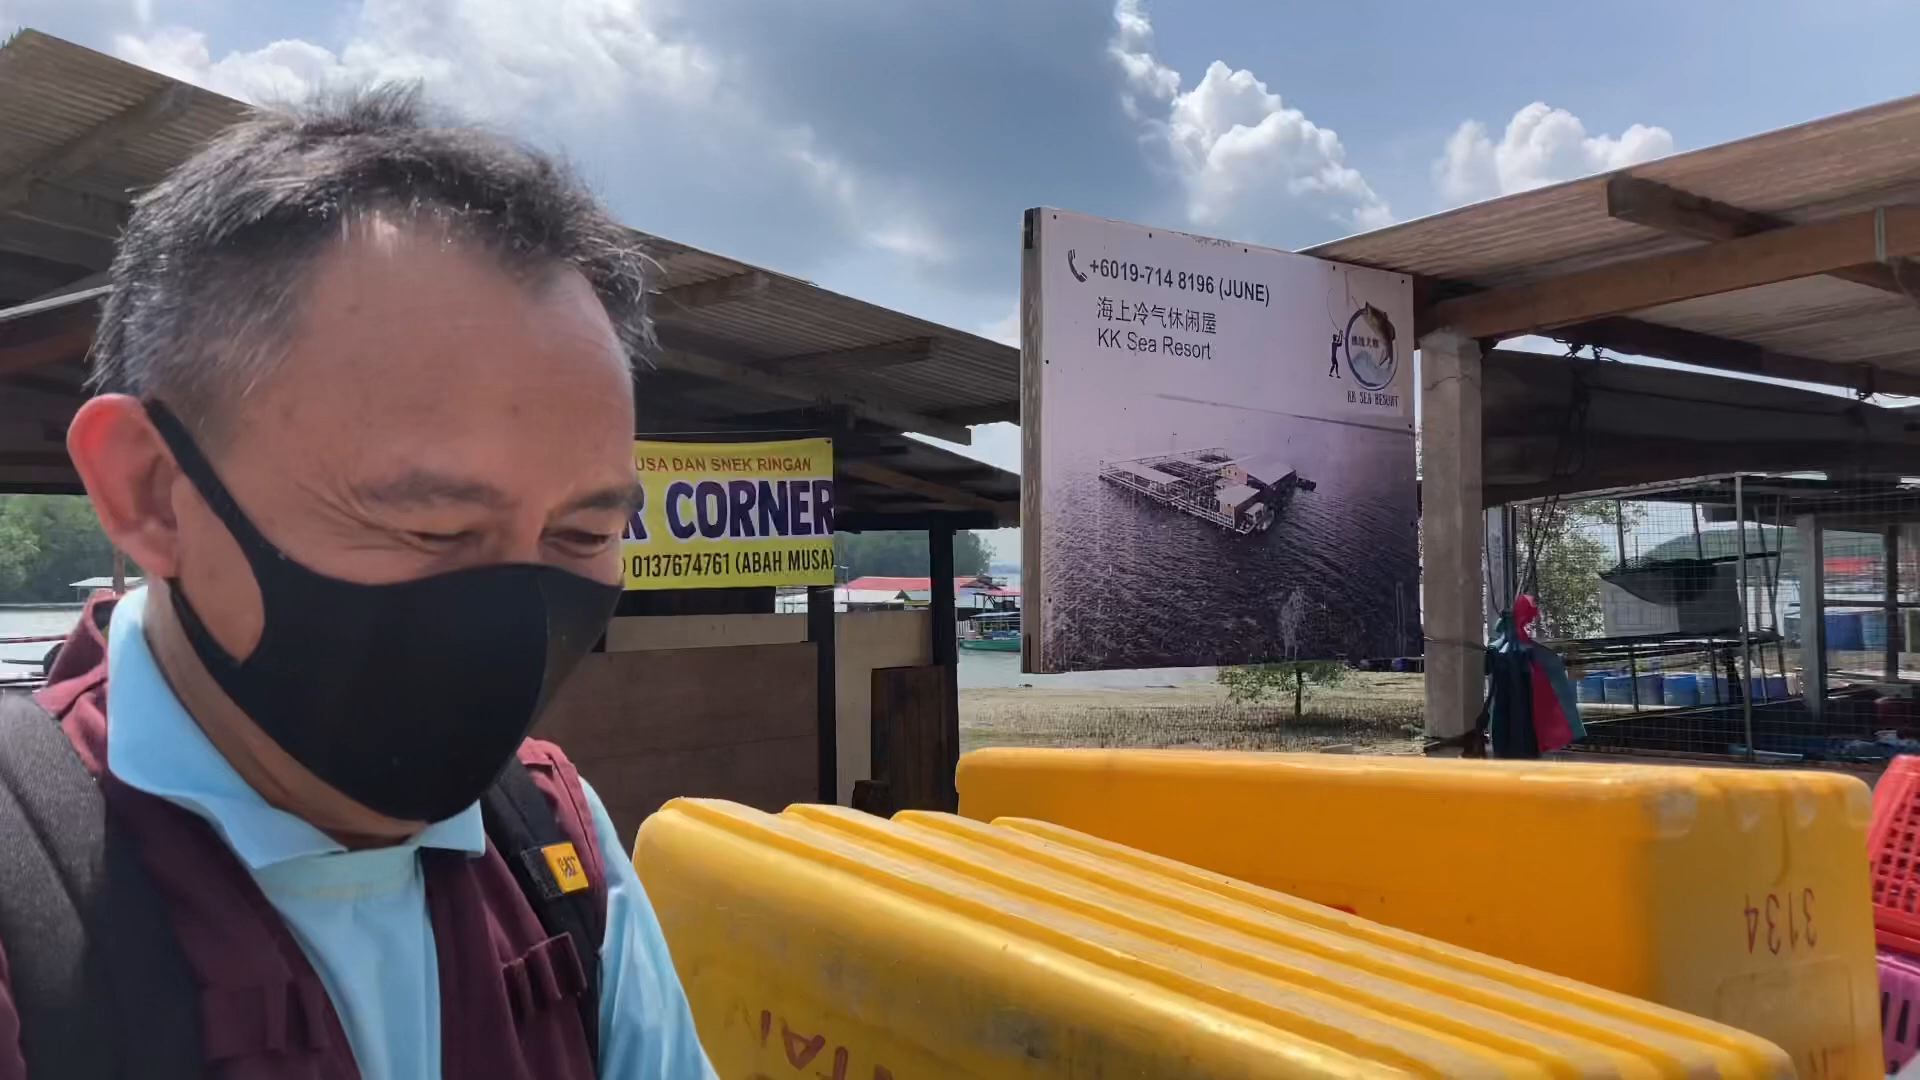 USA DAN SNEK RINGAN
R CORNER
0137674761 (ABAH MUSA)
+6019-714 8196 (JUNE)
海上冷气休闲屋
KK Sea Resort
KK SEA RESORT
CAT
3134